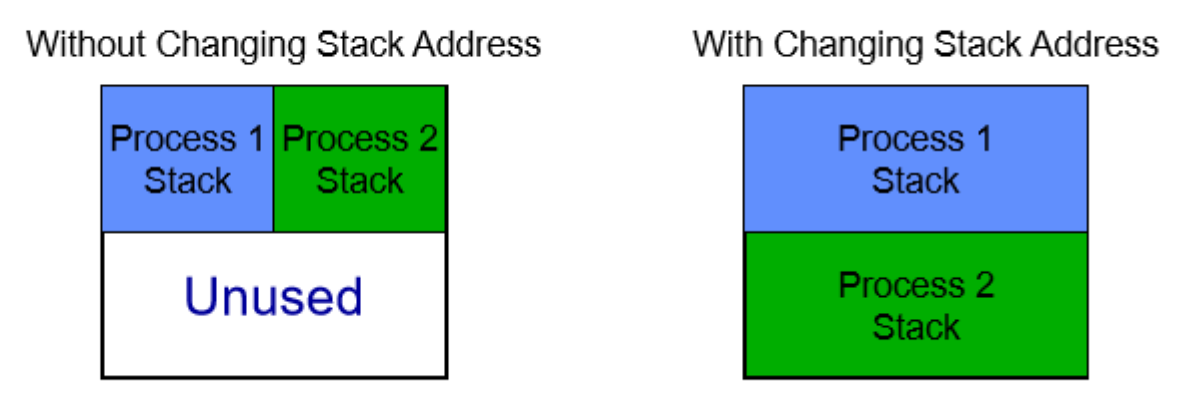 Without Changing Stack Address
Process 1
Stack
Process 2
Stack
Unused
With Changing Stack Address
Process 1
Stack
Process 2
Stack